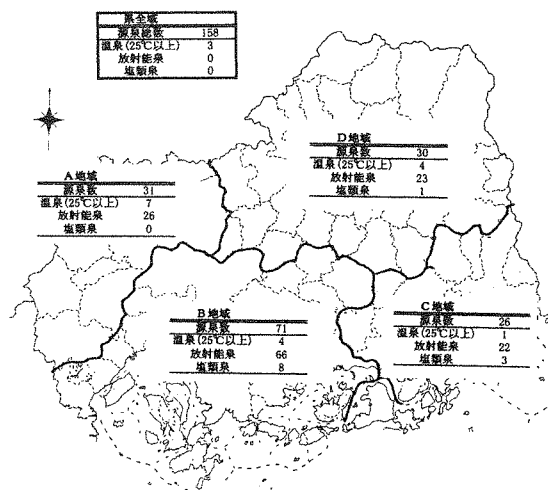 県全域
源泉総数 158
温泉(25℃以上) 3
放射能泉 0
塩類泉 0
D地域
源泉数 30
温泉(25℃以上) 4
放射能泉 23
塩類泉 1
A地域
源泉数 31
温泉(25℃以上) 7
放射能泉 26
塩類泉 0
B地域
源泉数 71
温泉(25℃以上) 4
放射能泉 66
塩類泉 8
C地域
源泉数 26
温泉(25℃以上) 1
放射能泉 22
塩類泉 3